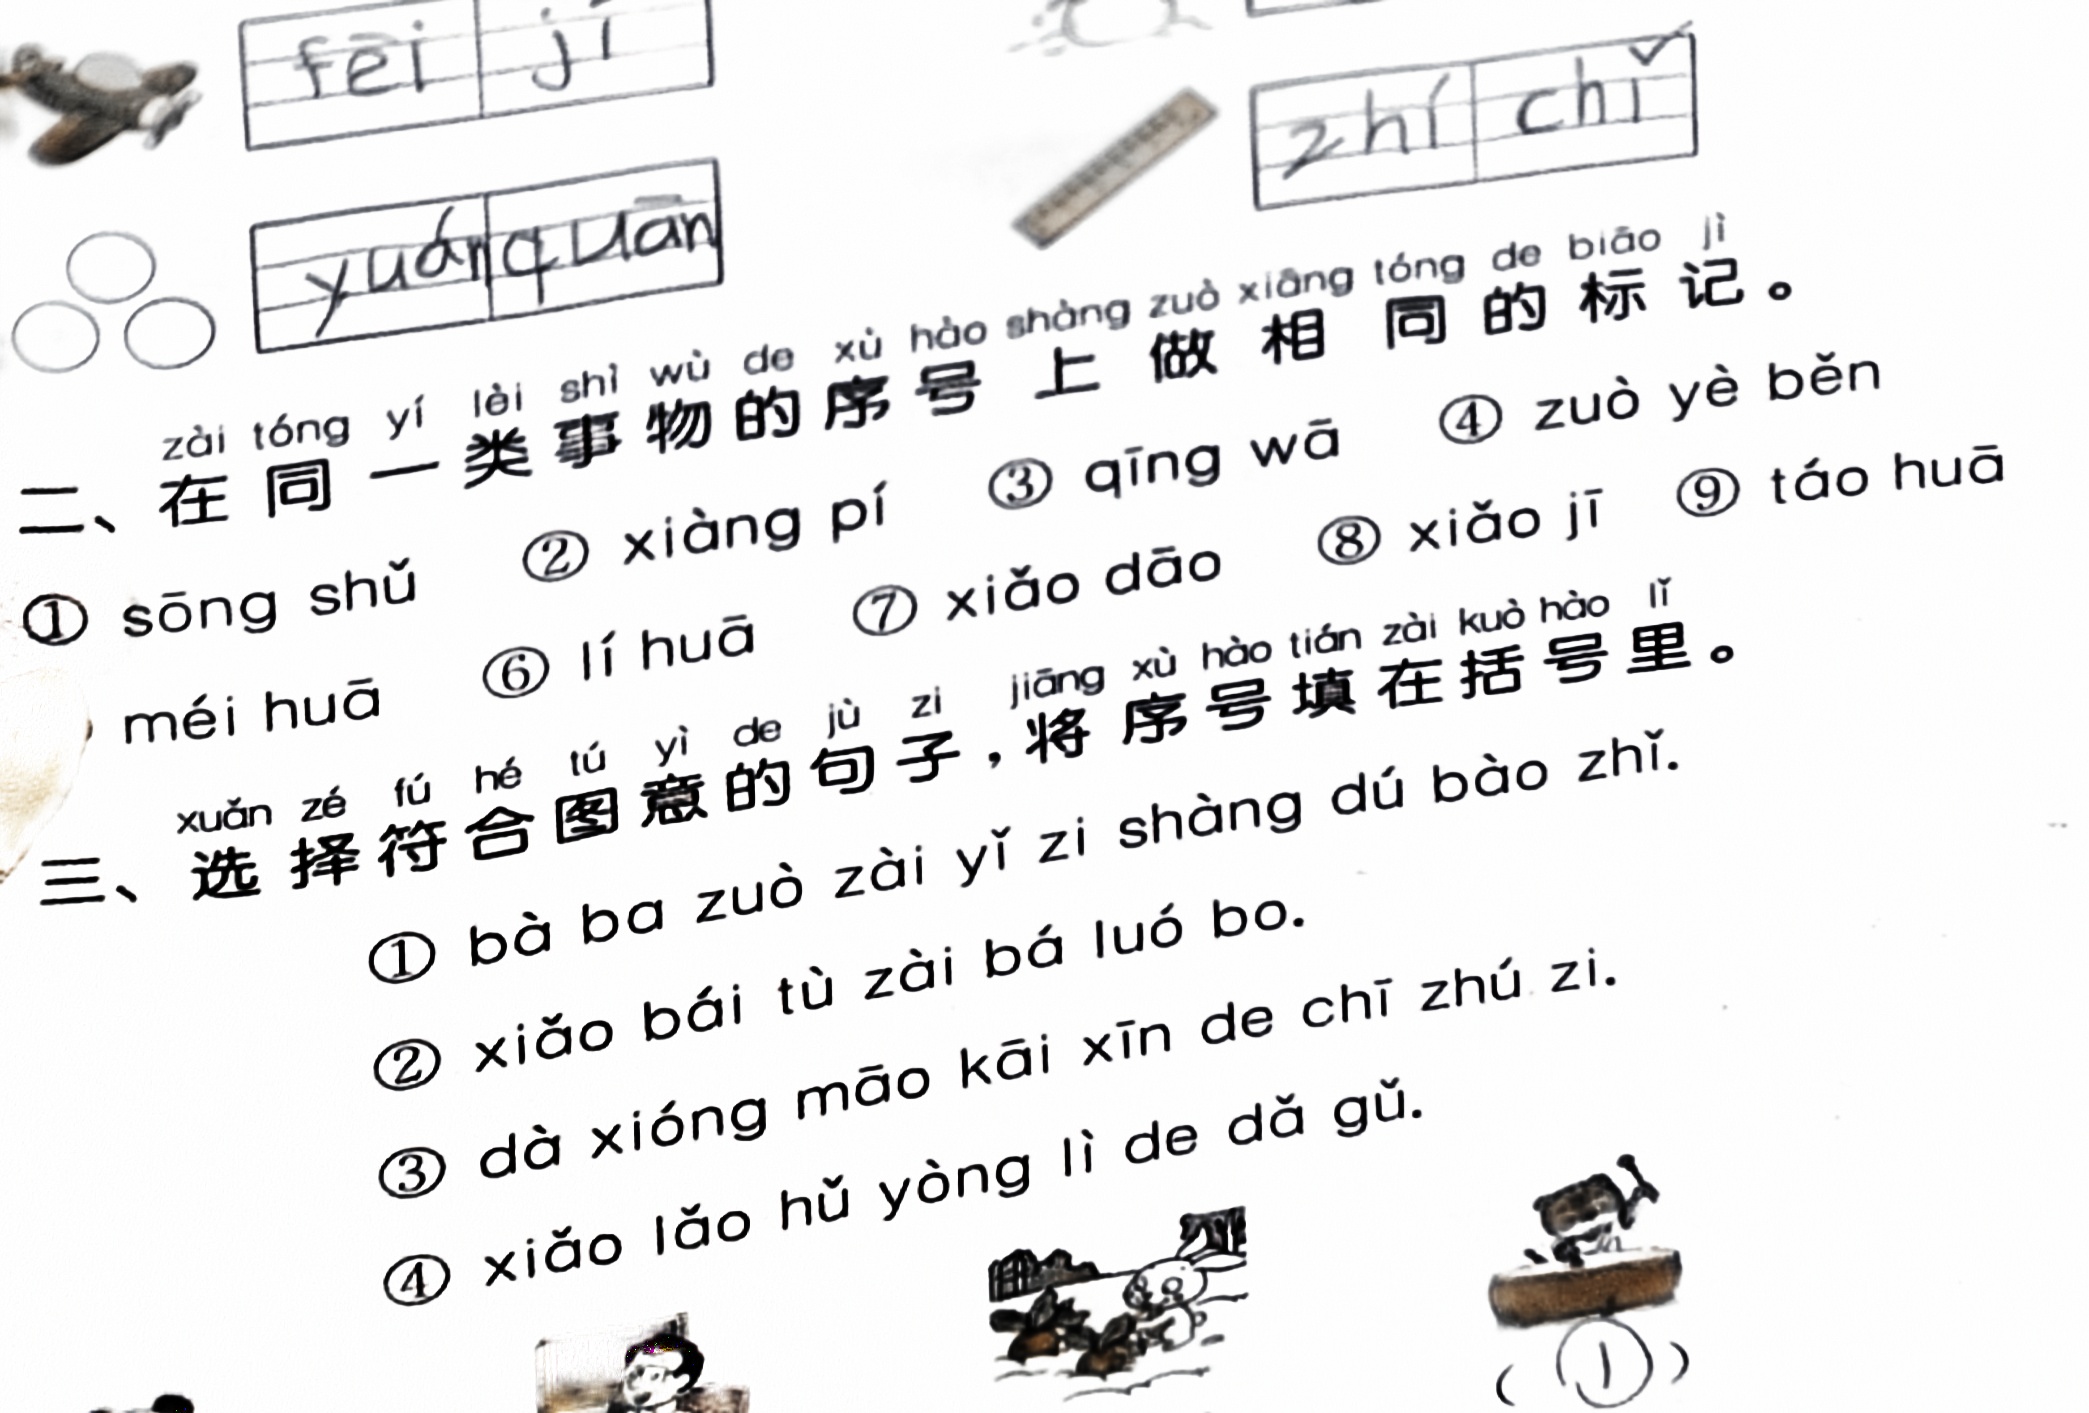 fēi jī
zhí chǐ
yuán quān
zài tóng yí lèi shì wù de xù hào shàng zuò xiāng tóng de biāo jì
二、在同一类事物的序号上做相同的标记。
① sōng shǔ ② xiàng pí ③ qīng wā ④ zuò yè běn
méi huā ⑥ lí huā ⑦ xiǎo dāo ⑧ xiǎo jī ⑨ táo huā
xuǎn zé fú hé tú yì de jù zi jiāng xù hào tián zài kuò hào lǐ
三、选择符合图意的句子，将序号填在括号里。
① bà ba zuò zài yǐ zi shàng dú bào zhǐ.
② xiǎo bái tù zài bá luó bo.
③ dà xióng māo kāi xīn de chī zhú zi.
④ xiǎo lǎo hǔ yòng lì de dǎ gǔ.
(①)